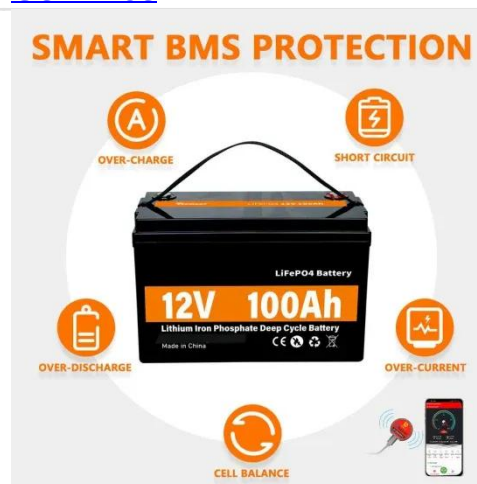 SMART BMS PROTECTION
OVER-CHARGE
SHORT CIRCUIT
LiFePO4 Battery
12V 100Ah
Lithium Iron Phosphate Deep Cycle Battery
Made in China
CE
OVER-DISCHARGE
OVER-CURRENT
CELL BALANCE